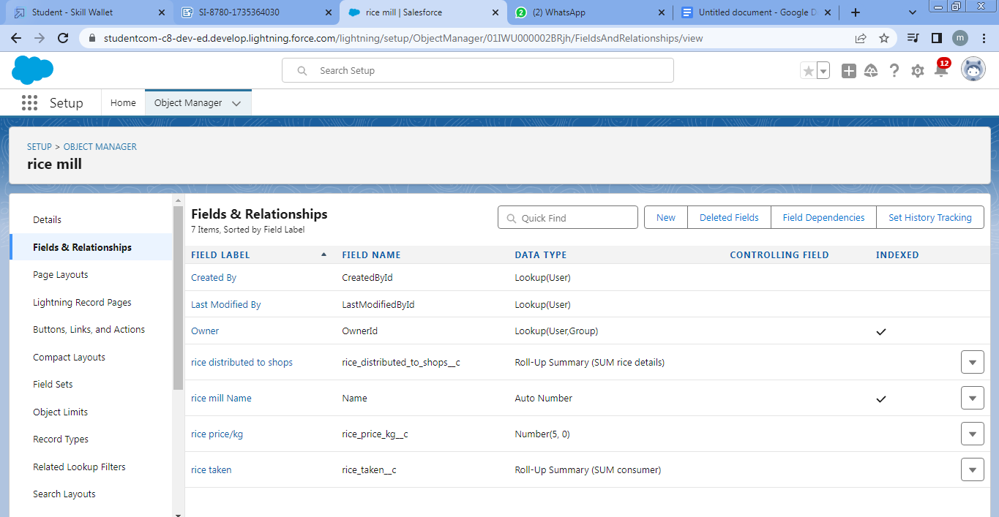 Student - Skill Wallet
SI-8780-1735364030
rice mill | Salesforce
2 (2) WhatsApp
Untitled document - Google D
studentcom-c8-dev-ed.develop.lightning.force.com/lightning/setup/ObjectManager/01IWU000002BRjh/FieldsAndRelationships/view
m
Search Setup
12
Setup
Home
Object Manager
SETUP > OBJECT MANAGER
rice mill
Details
Fields & Relationships
Page Layouts
Lightning Record Pages
Buttons, Links, and Actions
Compact Layouts
Field Sets
Object Limits
Record Types
Related Lookup Filters
Search Layouts
Fields & Relationships
7 Items, Sorted by Field Label
Quick Find
New
Deleted Fields
Field Dependencies
Set History Tracking
FIELD LABEL FIELD NAME DATA TYPE CONTROLLING FIELD INDEXED
Created By CreatedById Lookup(User)
Last Modified By LastModifiedById Lookup(User)
Owner OwnerId Lookup(User,Group)
rice distributed to shops rice_distributed_to_shops__c Roll-Up Summary (SUM rice details)
rice mill Name Name Auto Number
rice price/kg rice_price_kg__c Number(5, 0)
rice taken rice_taken__c Roll-Up Summary (SUM consumer)